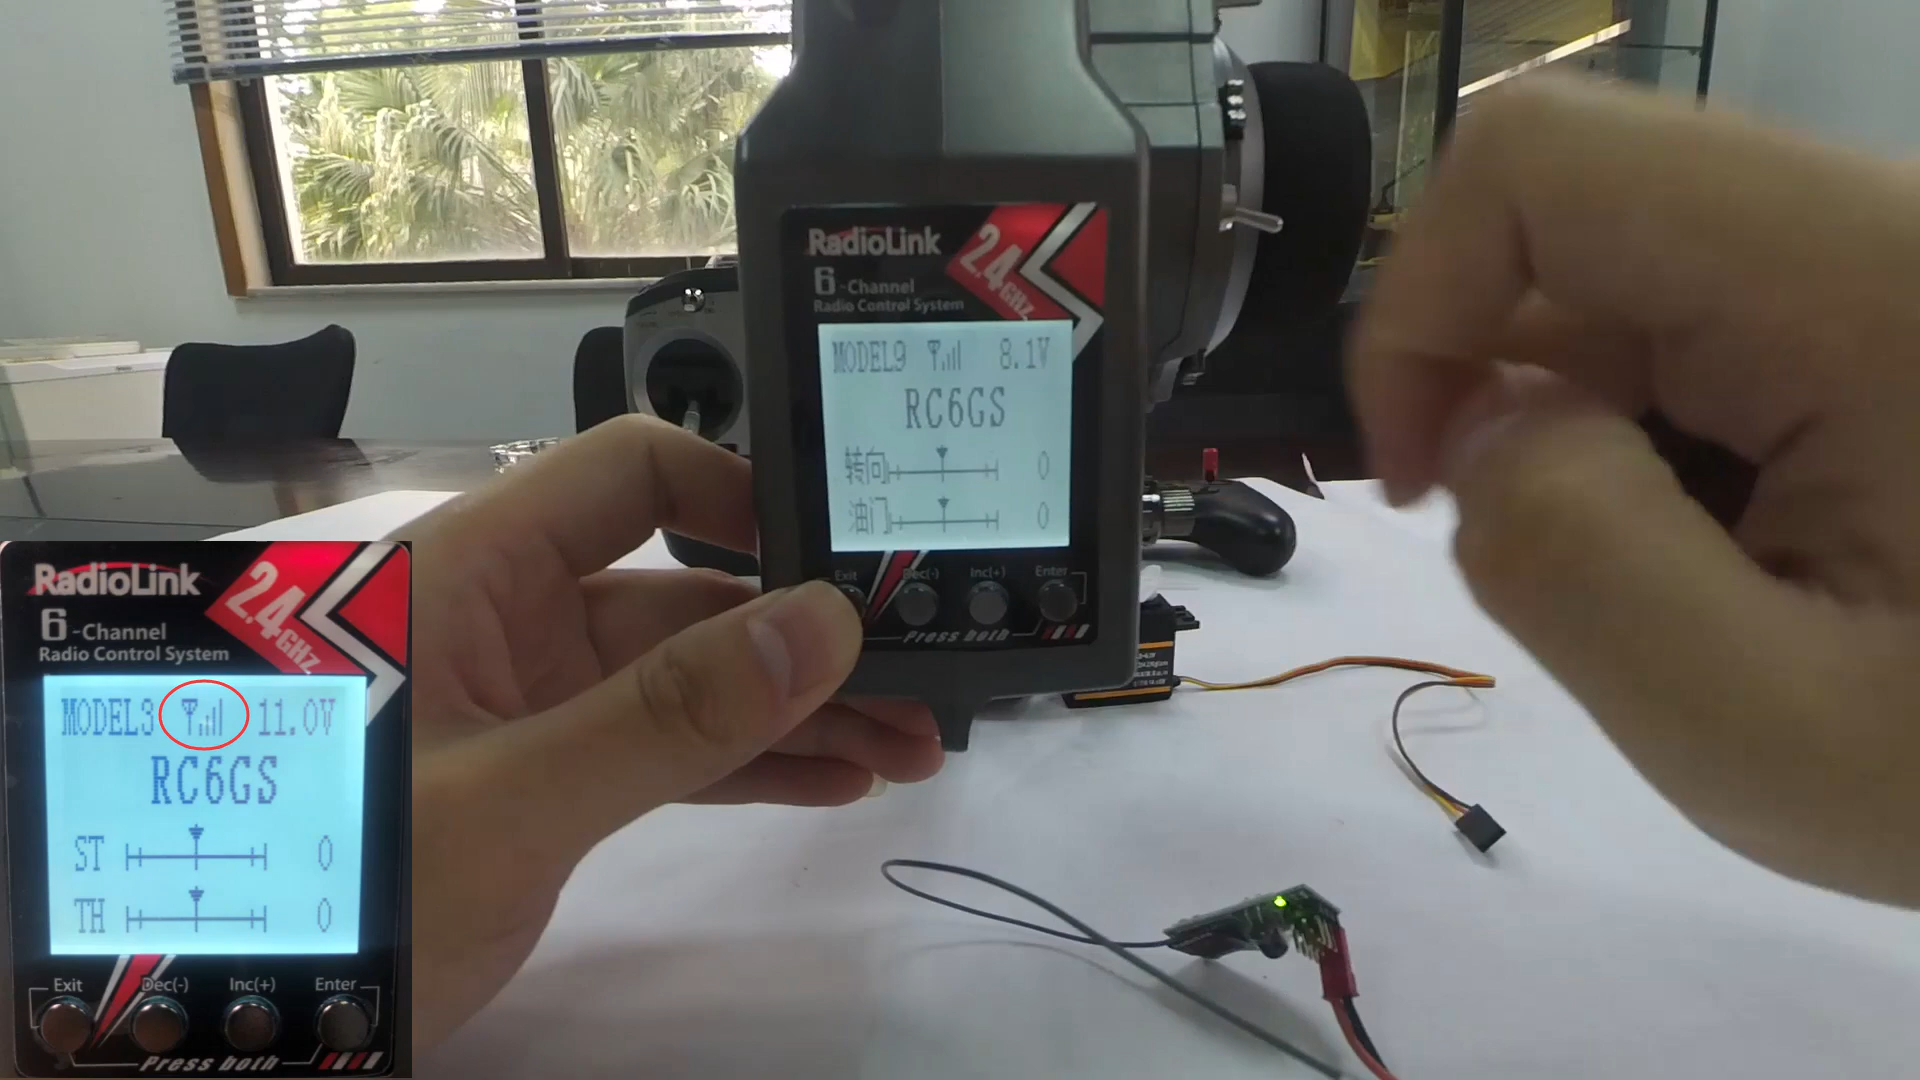 RadioLink
2.4GHz
6-Channel
Radio Control System
MODEL9 8.1V
RC6GS
转向 0
油门 0
Exit Dec(-) Inc(+) Enter
Press both
RadioLink
2.4GHz
6-Channel
Radio Control System
MODEL3 11.0V
RC6GS
ST 0
TH 0
Exit Dec(-) Inc(+) Enter
Press both